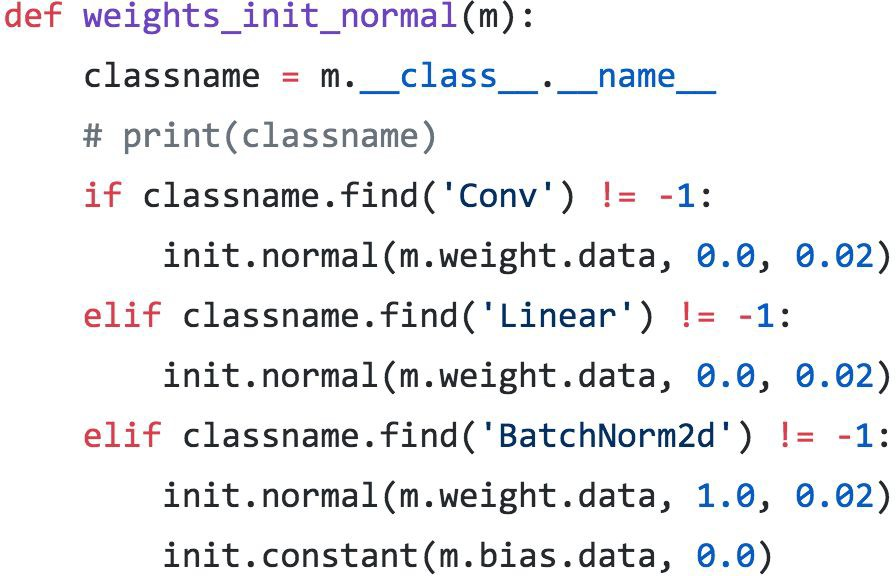 def weights_init_normal(m):
    classname = m.__class__.__name__
    # print(classname)
    if classname.find('Conv') != -1:
        init.normal(m.weight.data, 0.0, 0.02)
    elif classname.find('Linear') != -1:
        init.normal(m.weight.data, 0.0, 0.02)
    elif classname.find('BatchNorm2d') != -1:
        init.normal(m.weight.data, 1.0, 0.02)
        init.constant(m.bias.data, 0.0)